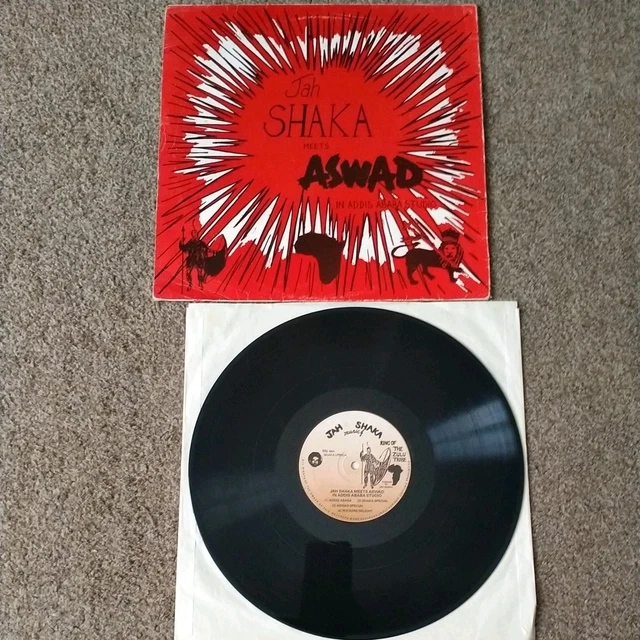 Jah
SHAKA
MEETS
ASWAD
IN ADDIS ABABA STUDIO
JAH SHAKA
music
KING OF
THE
ZULU
TRIBE
JAH SHAKA MEETS ASWAD
IN ADDIS ABABA STUDIO